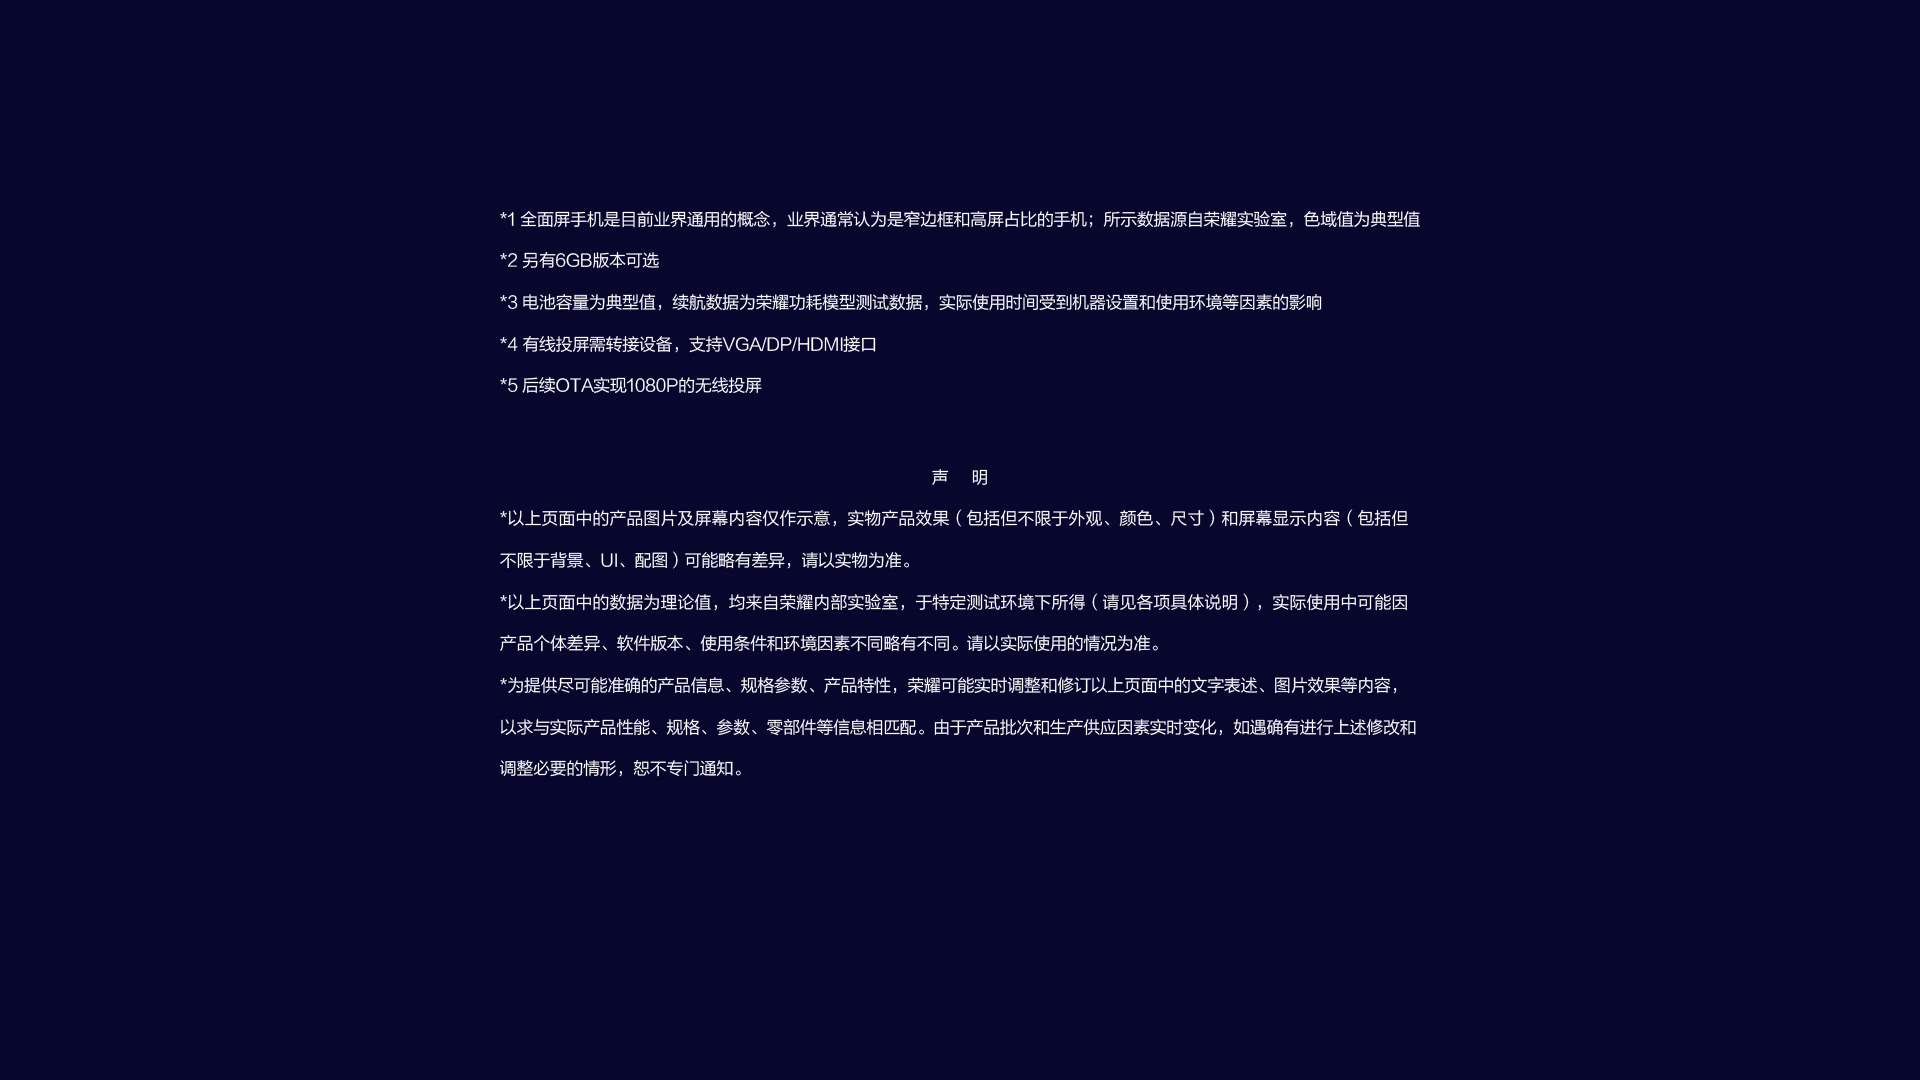 *1 全面屏手机是目前业界通用的概念，业界通常认为是窄边框和高屏占比的手机；所示数据源自荣耀实验室，色域值为典型值
*2 另有6GB版本可选
*3 电池容量为典型值，续航数据为荣耀功耗模型测试数据，实际使用时间受到机器设置和使用环境等因素的影响
*4 有线投屏需转接设备，支持VGA/DP/HDMI接口
*5 后续OTA实现1080P的无线投屏
声 明
*以上页面中的产品图片及屏幕内容仅作示意，实物产品效果（包括但不限于外观、颜色、尺寸）和屏幕显示内容（包括但
不限于背景、UI、配图）可能略有差异，请以实物为准。
*以上页面中的数据为理论值，均来自荣耀内部实验室，于特定测试环境下所得（请见各项具体说明），实际使用中可能因
产品个体差异、软件版本、使用条件和环境因素不同略有不同。请以实际使用的情况为准。
*为提供尽可能准确的产品信息、规格参数、产品特性，荣耀可能实时调整和修订以上页面中的文字表述、图片效果等内容，
以求与实际产品性能、规格、参数、零部件等信息相匹配。由于产品批次和生产供应因素实时变化，如遇确有进行上述修改和
调整必要的情形，恕不专门通知。